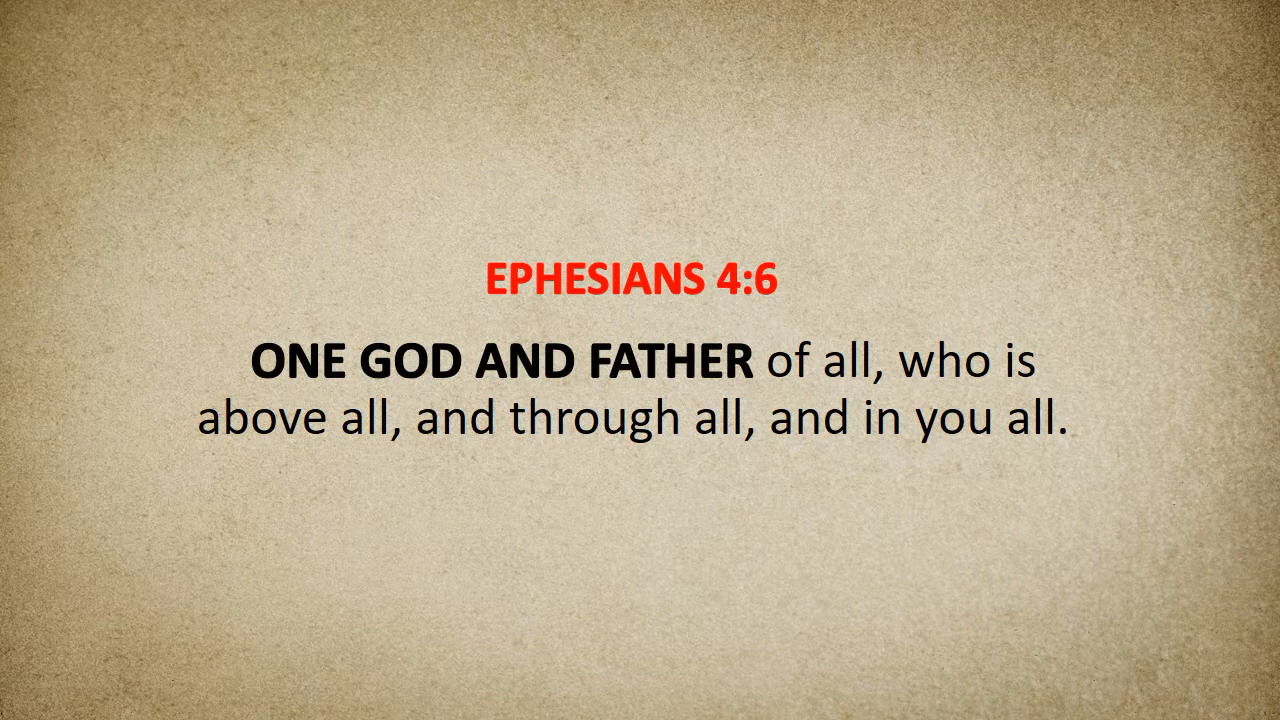 EPHESIANS 4:6
ONE GOD AND FATHER of all, who is
above all, and through all, and in you all.